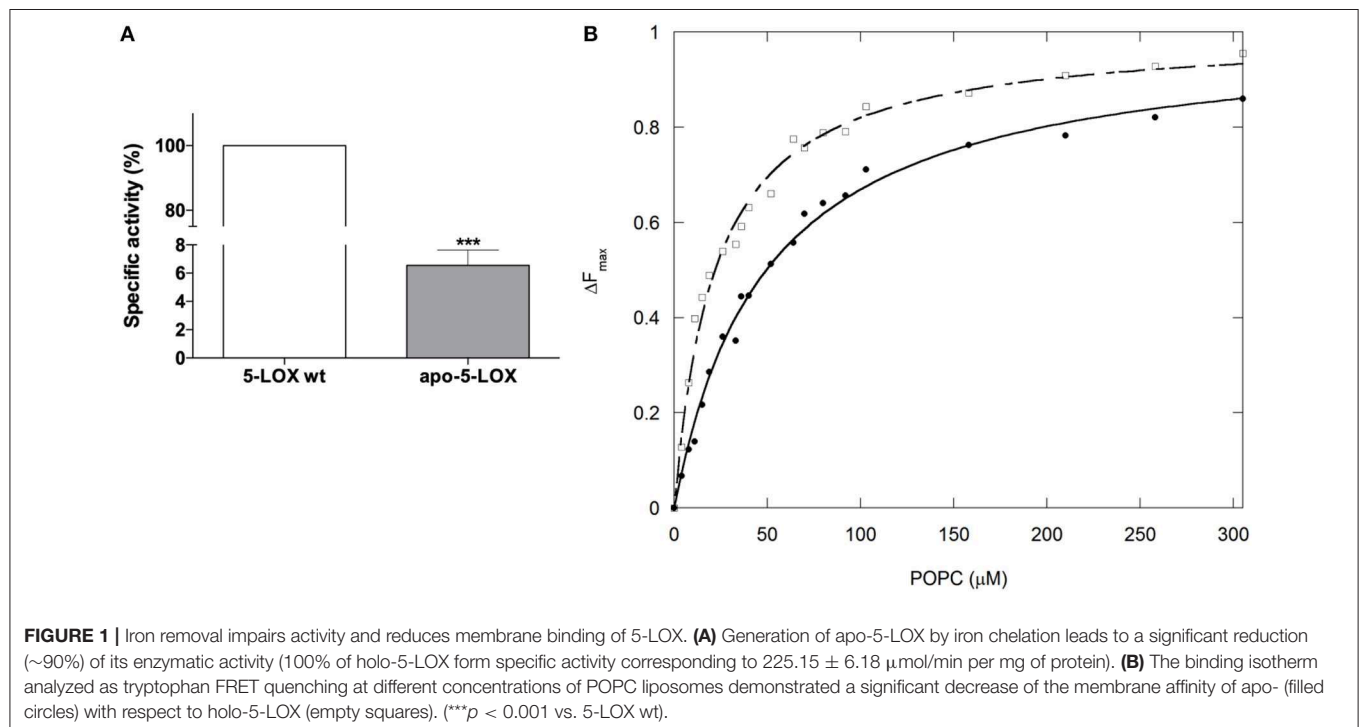 A
Specific activity (%)
100
80
8
6
4
2
0
***
5-LOX wt
apo-5-LOX
B
ΔFmax
1
0.8
0.6
0.4
0.2
0
0
50
100
150
200
250
300
POPC (μM)
FIGURE 1 | Iron removal impairs activity and reduces membrane binding of 5-LOX. (A) Generation of apo-5-LOX by iron chelation leads to a significant reduction
(~90%) of its enzymatic activity (100% of holo-5-LOX form specific activity corresponding to 225.15 ± 6.18 μmol/min per mg of protein). (B) The binding isotherm
analyzed as tryptophan FRET quenching at different concentrations of POPC liposomes demonstrated a significant decrease of the membrane affinity of apo- (filled
circles) with respect to holo-5-LOX (empty squares). (***p < 0.001 vs. 5-LOX wt).